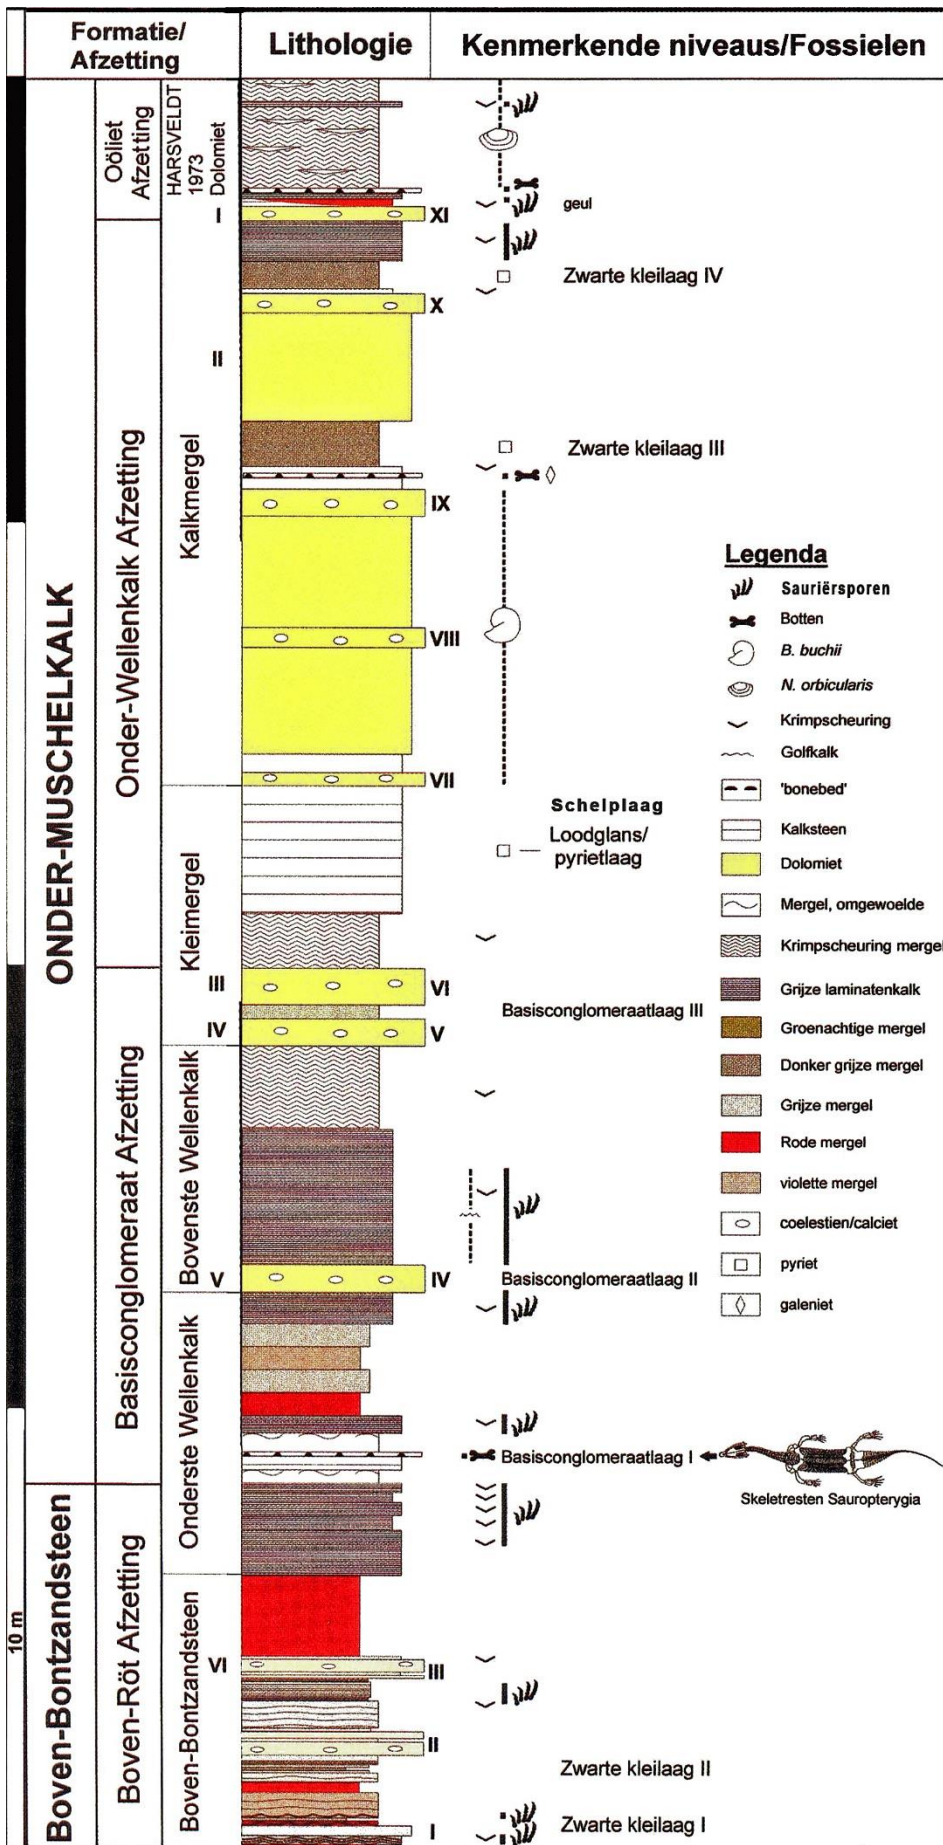 Formatie/
Afzetting
Lithologie
Kenmerkende niveaus/Fossielen
ONDER-MUSCHELKALK
Boven-Bontzandsteen
Oöliet
Afzetting
Onder-Wellenkalk Afzetting
Basisconglomeraat Afzetting
Boven-Röt Afzetting
HARSVELDT
1973
Dolomiet
Kalkmergel
Kleimergel
Bovenste Wellenkalk
Onderste Wellenkalk
Boven-Bontzandsteen
I
II
III
IV
V
VI
XI
X
IX
VIII
VII
VI
V
IV
III
II
I
geul
Zwarte kleilaag IV
Zwarte kleilaag III
Schelplaag
Loodglans/
pyrietlaag
Basisconglomeraatlaag III
Basisconglomeraatlaag II
Basisconglomeraatlaag I
Skeletresten Sauropterygia
Zwarte kleilaag II
Zwarte kleilaag I
Legenda
Sauriërsporen
Botten
B. buchii
N. orbicularis
Krimpscheuring
Golfkalk
'bonebed'
Kalksteen
Dolomiet
Mergel, omgewoelde
Krimpscheuring mergel
Grijze laminatenkalk
Groenachtige mergel
Donker grijze mergel
Grijze mergel
Rode mergel
violette mergel
coelestien/calciet
pyriet
galeniet
10 m